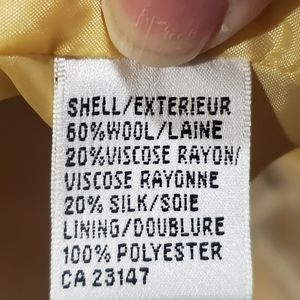 SHELL/EXTERIEUR
60%WOOL/LAINE
20%VISCOSE RAYON/
VISCOSE RAYONNE
20% SILK/SOIE
LINING/DOUBLURE
100% POLYESTER
CA 23147